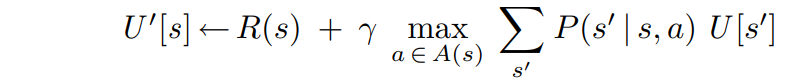 U′[s] ← R(s) + γ max_{a ∈ A(s)} ∑_{s′} P(s′ | s, a) U[s′]